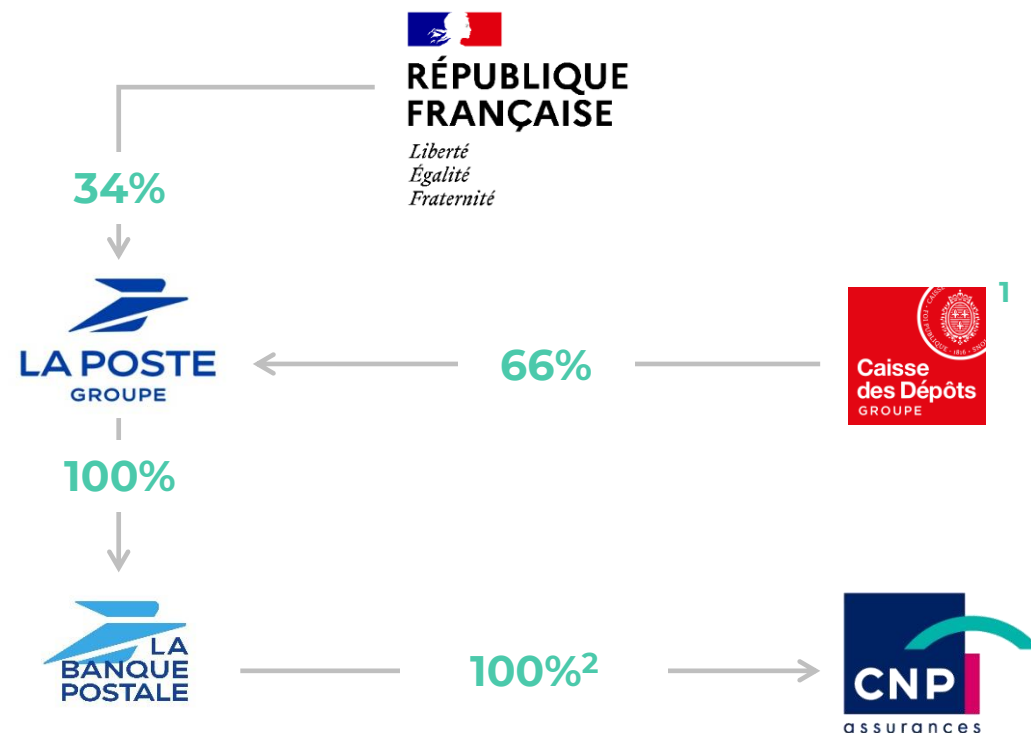 RÉPUBLIQUE
FRANÇAISE
Liberté
Égalité
Fraternité
34%
LA POSTE
GROUPE
66%
Caisse
des Dépôts
GROUPE
1
100%
LA
BANQUE
POSTALE
100%²
CNP
assurances